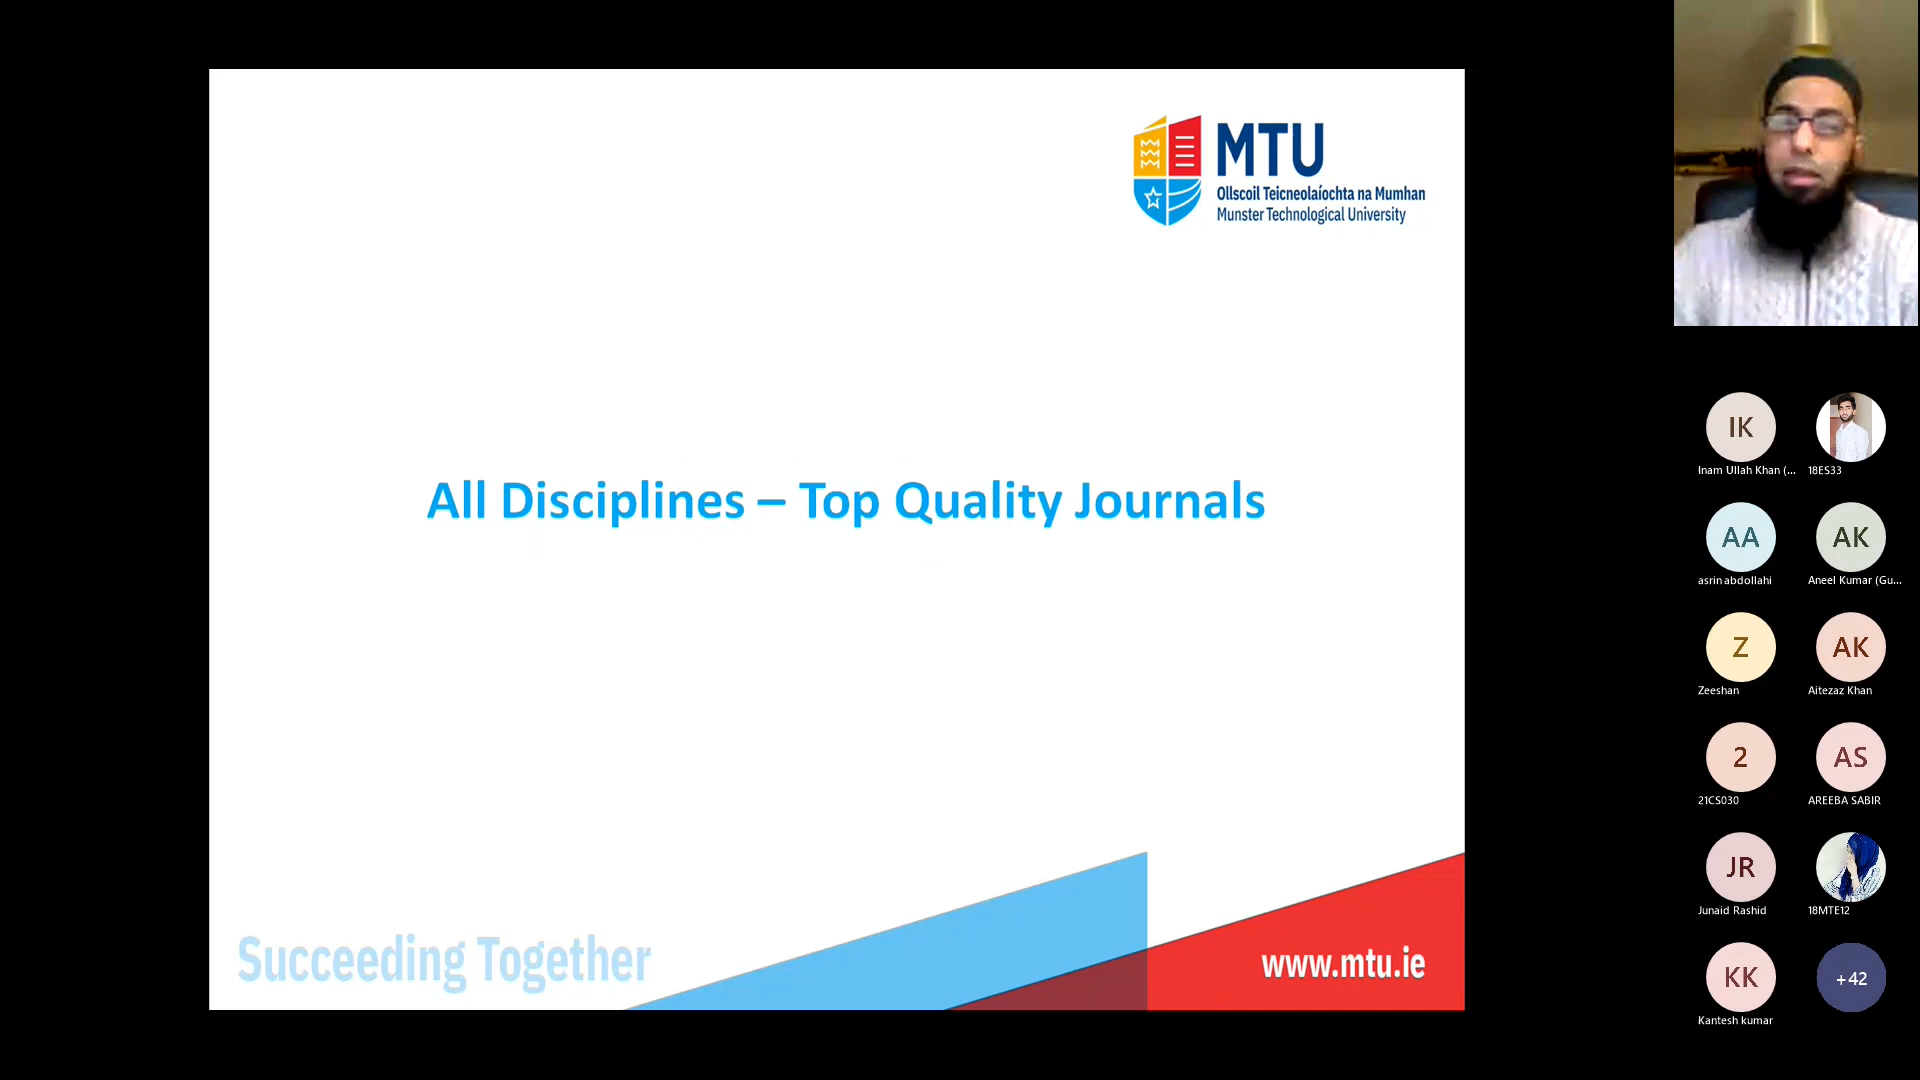 MTU
Ollscoil Teicneolaíochta na Mumhan
Munster Technological University
All Disciplines – Top Quality Journals
Succeeding Together
www.mtu.ie
IK
Inam Ullah Khan (...
18ES33
AA
asrin abdollahi
AK
Aneel Kumar (Gu...
Z
Zeeshan
AK
Aitezaz Khan
2
21CS030
AS
AREEBA SABIR
JR
Junaid Rashid
18MTE12
KK
Kantesh kumar
+42